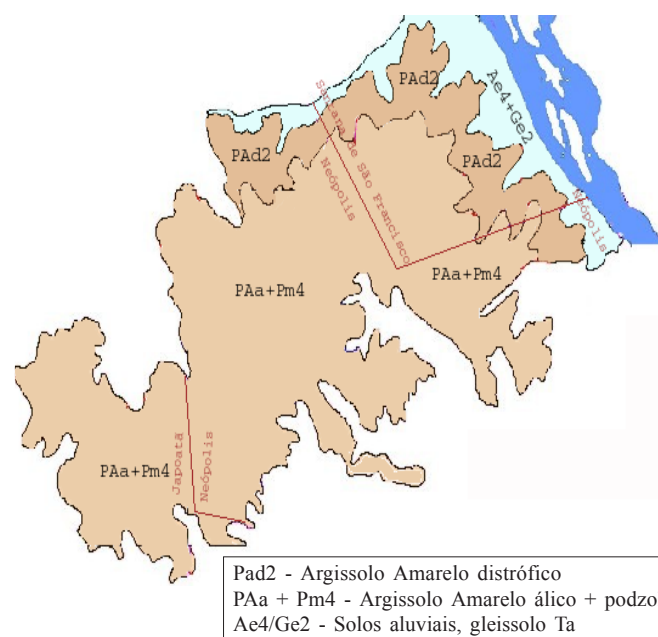 PAd2
Ae4+Ge2
Santana de São Francisco
PAd2
Neópolis
PAd2
Neópolis
PAa+Pm4
PAa+Pm4
Japoatã
Neópolis
PAa+Pm4
Pad2 - Argissolo Amarelo distrófico
PAa + Pm4 - Argissolo Amarelo álico + podzo
Ae4/Ge2 - Solos aluviais, gleissolo Ta